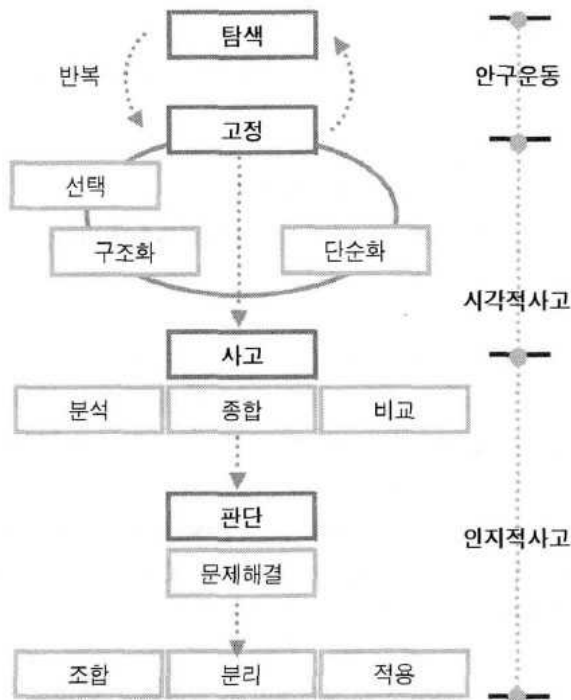 탐색
반복
안구운동
고정
선택
구조화
단순화
시각적사고
사고
분석
종합
비교
판단
인지적사고
문제해결
조합
분리
적용